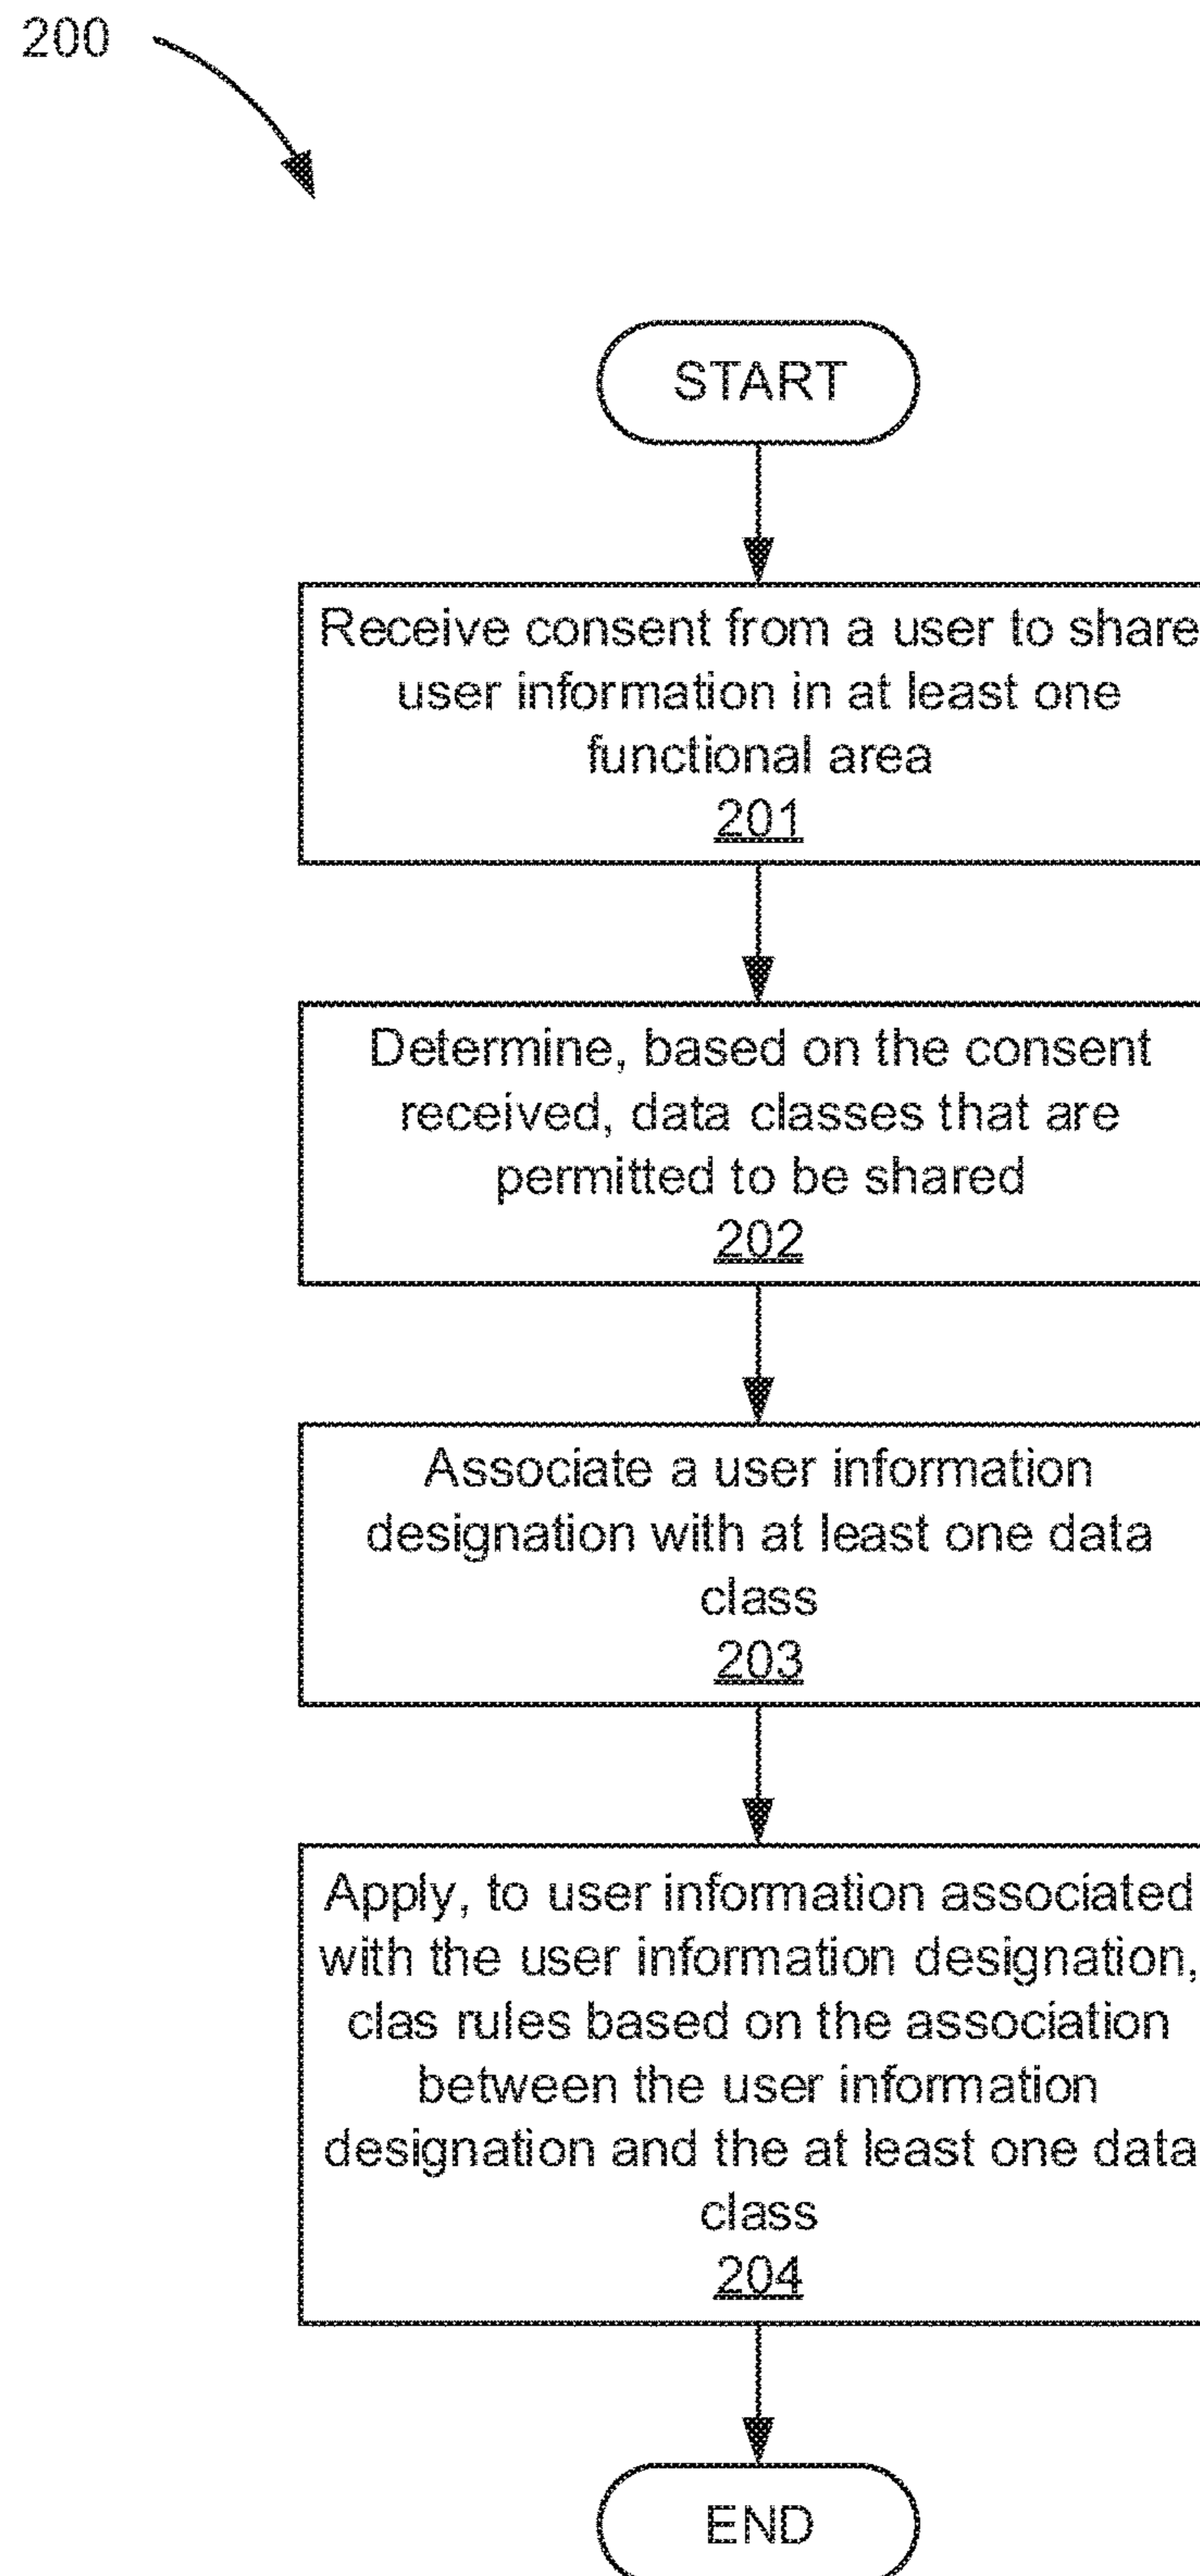 200
START
Receive consent from a user to share
user information in at least one
functional area
201
Determine, based on the consent
received, data classes that are
permitted to be shared
202
Associate a user information
designation with at least one data
class
203
Apply, to user information associated
with the user information designation,
clas rules based on the association
between the user information
designation and the at least one data
class
204
END